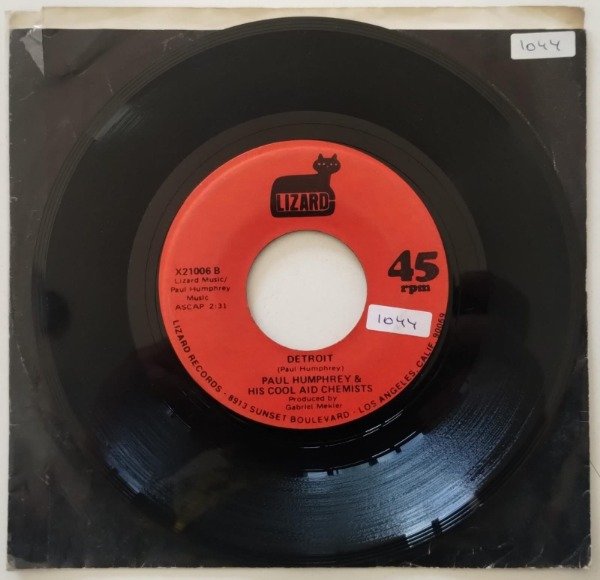 1044
LIZARD
X21006 B
Lizard Music/
Paul Humphrey
Music
ASCAP 2:31
45
rpm
1044
DETROIT
(Paul Humphrey)
PAUL HUMPHREY &
HIS COOL AID CHEMISTS
Produced by
Gabriel Mekler
LIZARD RECORDS - 8913 SUNSET BOULEVARD - LOS ANGELES, CALIF. 90069